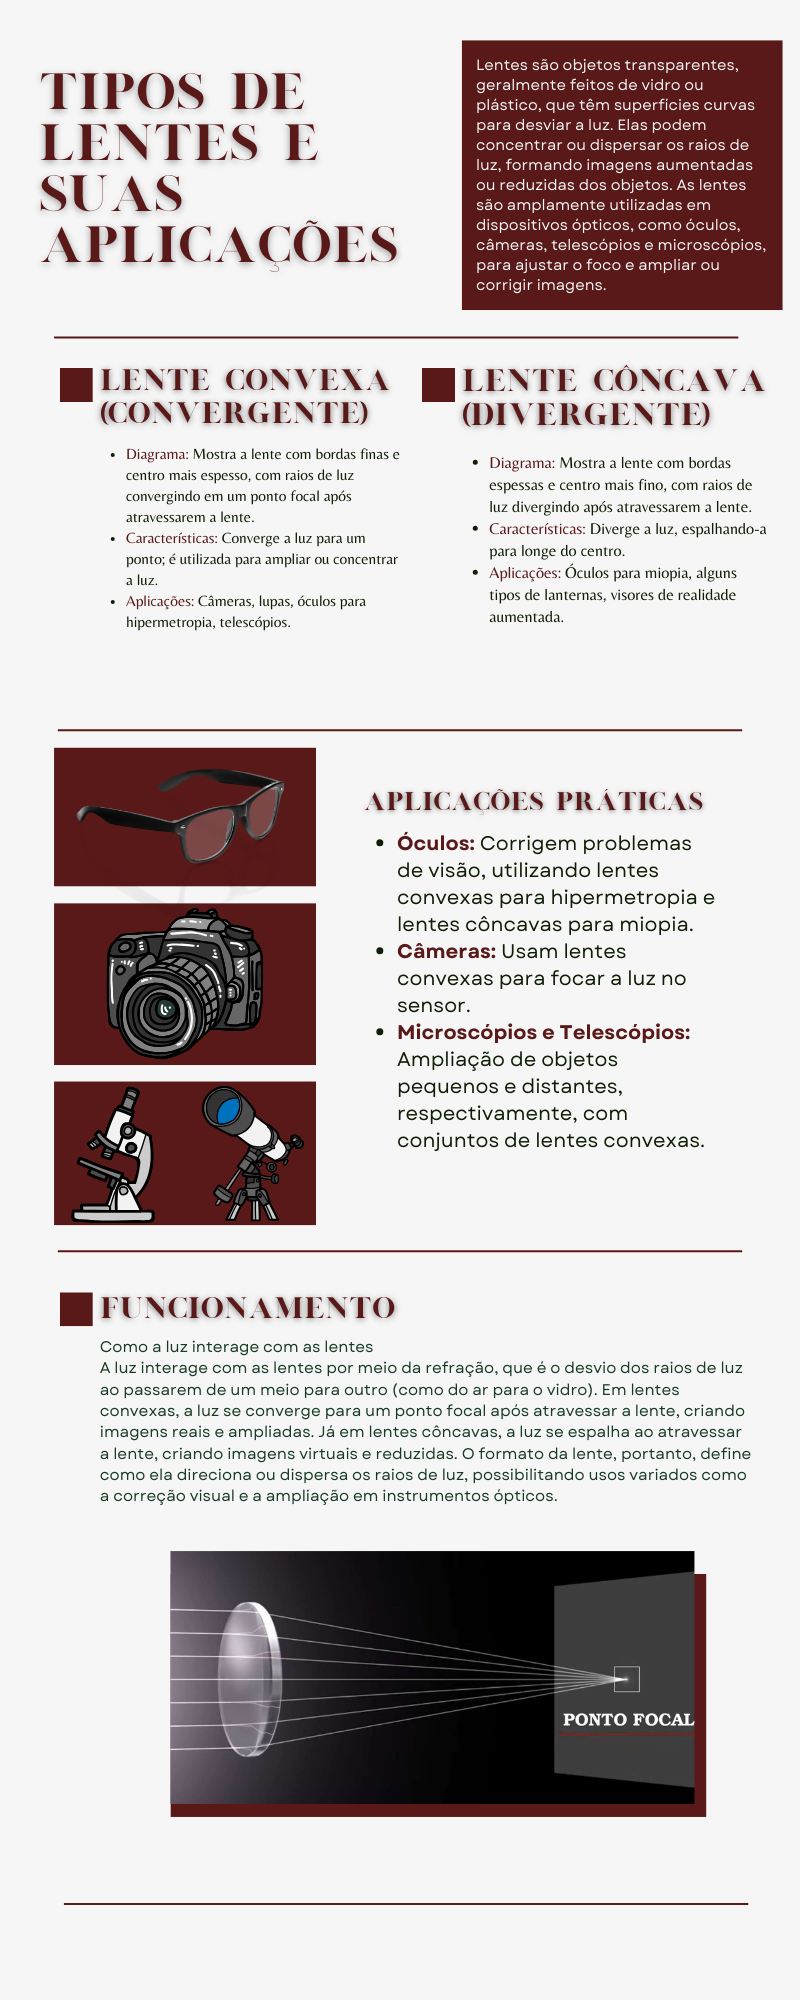 TIPOS DE
LENTES E
SUAS
APLICAÇÕES
Lentes são objetos transparentes,
geralmente feitos de vidro ou
plástico, que têm superfícies curvas
para desviar a luz. Elas podem
concentrar ou dispersar os raios de
luz, formando imagens aumentadas
ou reduzidas dos objetos. As lentes
são amplamente utilizadas em
dispositivos ópticos, como óculos,
câmeras, telescópios e microscópios,
para ajustar o foco e ampliar ou
corrigir imagens.
LENTE CONVEXA
(CONVERGENTE)
• Diagrama: Mostra a lente com bordas finas e
centro mais espesso, com raios de luz
convergindo em um ponto focal após
atravessarem a lente.
• Características: Converge a luz para um
ponto; é utilizada para ampliar ou concentrar
a luz.
• Aplicações: Câmeras, lupas, óculos para
hipermetropia, telescópios.
LENTE CÔNCAVA
(DIVERGENTE)
• Diagrama: Mostra a lente com bordas
espessas e centro mais fino, com raios de
luz divergindo após atravessarem a lente.
• Características: Diverge a luz, espalhando-a
para longe do centro.
• Aplicações: Óculos para miopia, alguns
tipos de lanternas, visores de realidade
aumentada.
APLICAÇÕES PRÁTICAS
• Óculos: Corrigem problemas
de visão, utilizando lentes
convexas para hipermetropia e
lentes côncavas para miopia.
• Câmeras: Usam lentes
convexas para focar a luz no
sensor.
• Microscópios e Telescópios:
Ampliação de objetos
pequenos e distantes,
respectivamente, com
conjuntos de lentes convexas.
FUNCIONAMENTO
Como a luz interage com as lentes
A luz interage com as lentes por meio da refração, que é o desvio dos raios de luz
ao passarem de um meio para outro (como do ar para o vidro). Em lentes
convexas, a luz se converge para um ponto focal após atravessar a lente, criando
imagens reais e ampliadas. Já em lentes côncavas, a luz se espalha ao atravessar
a lente, criando imagens virtuais e reduzidas. O formato da lente, portanto, define
como ela direciona ou dispersa os raios de luz, possibilitando usos variados como
a correção visual e a ampliação em instrumentos ópticos.
PONTO FOCAL